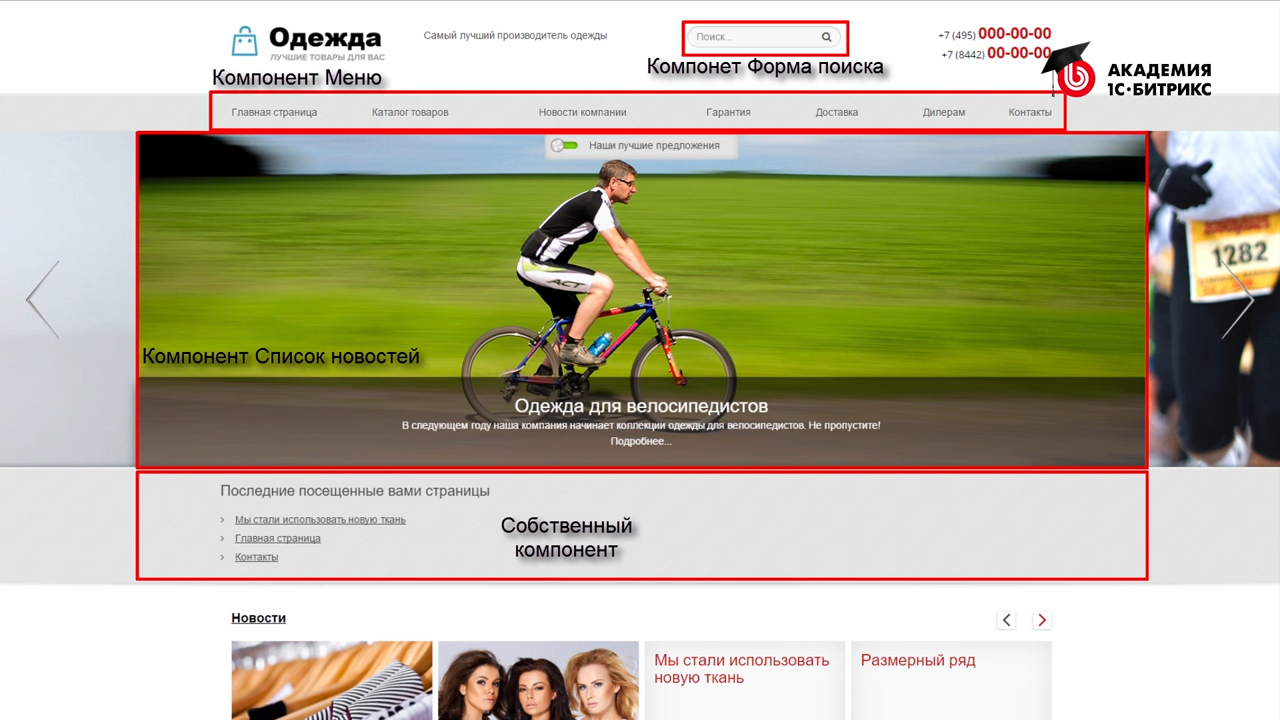 Одежда
ЛУЧШИЕ ТОВАРЫ ДЛЯ ВАС
Самый лучший производитель одежды
Поиск...
+7 (495) 000-00-00
+7 (8442) 00-00-00
Компонент Меню
Компонет Форма поиска
АКАДЕМИЯ
1С·БИТРИКС
Главная страница
Каталог товаров
Новости компании
Гарантия
Доставка
Дилерам
Контакты
Наши лучшие предложения
ACT
1282
Компонент Список новостей
Одежда для велосипедистов
В следующем году наша компания начинает коллекции одежды для велосипедистов. Не пропустите!
Подробнее...
Последние посещенные вами страницы
Мы стали использовать новую ткань
Главная страница
Контакты
Собственный
компонент
Новости
Мы стали использовать
новую ткань
Размерный ряд